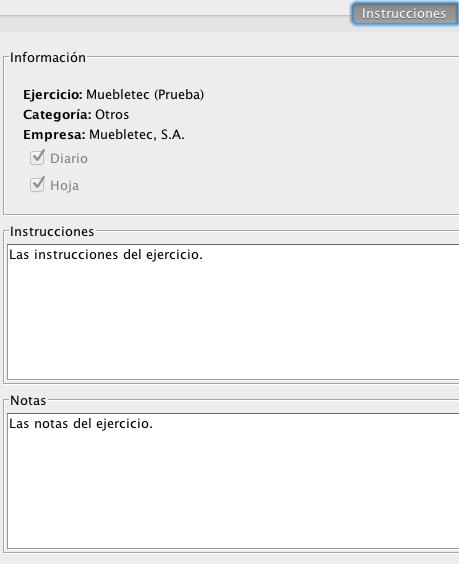 Instrucciones
Información
Ejercicio: Muebletec (Prueba)
Categoría: Otros
Empresa: Muebletec, S.A.
Diario
Hoja
Instrucciones
Las instrucciones del ejercicio.
Notas
Las notas del ejercicio.